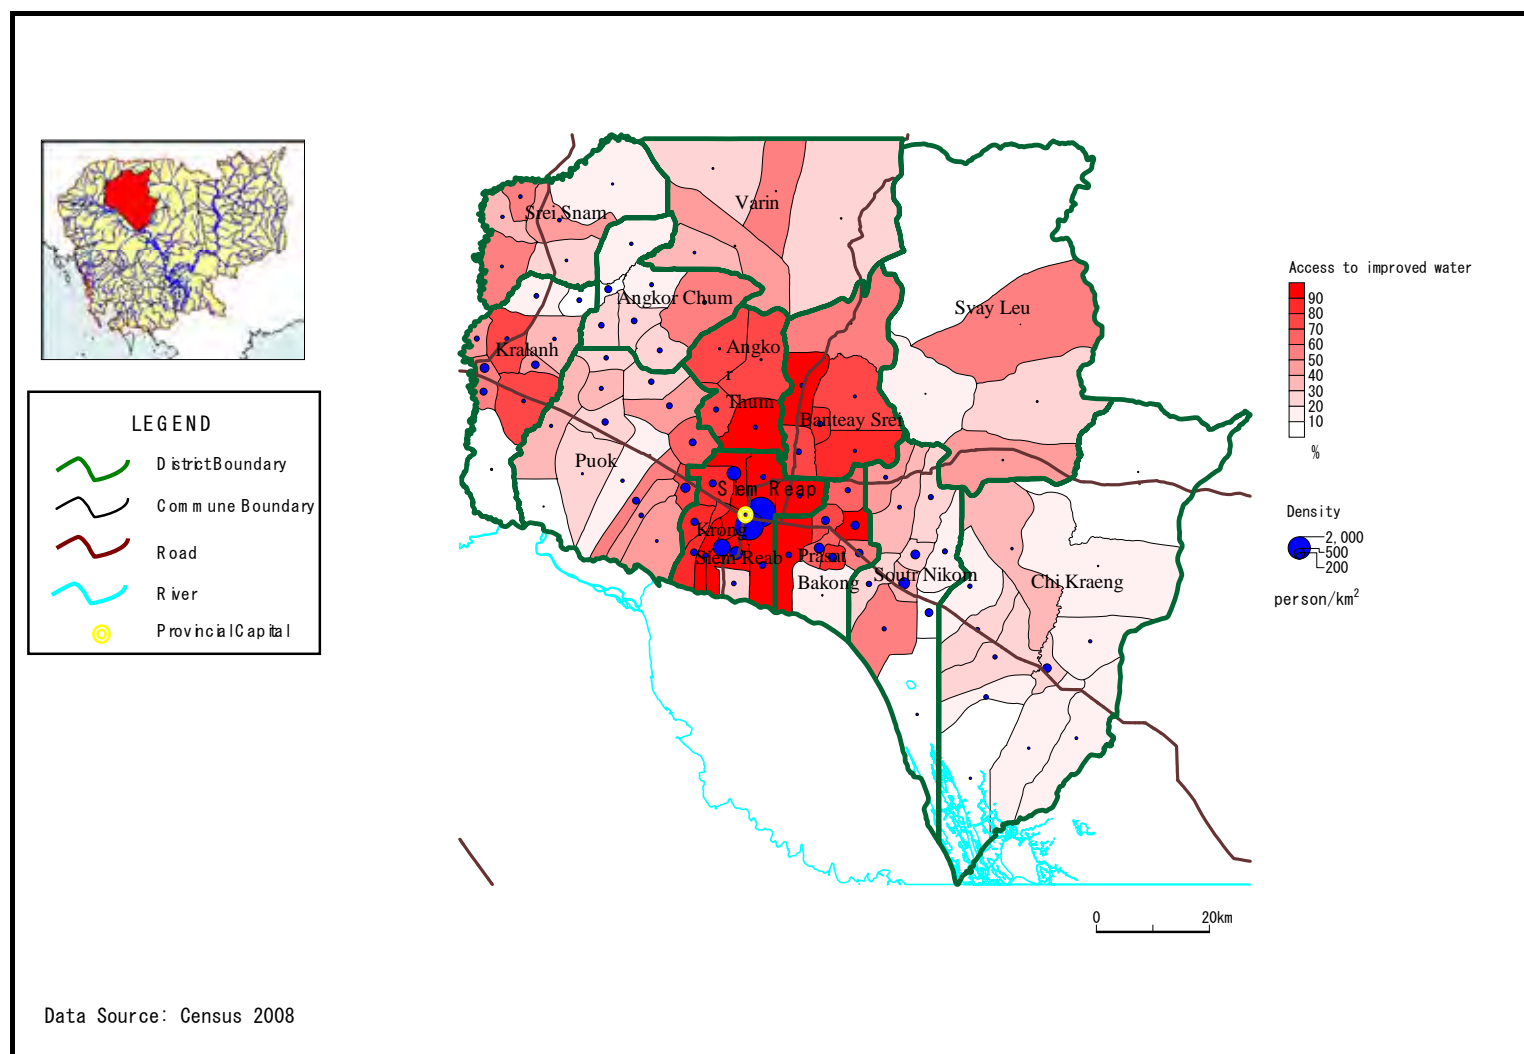 Srei Snam
Varin
Angkor Chum
Svay Leu
Kralanh
Angko
r
Thum
Banteay Srei
Puok
Siem Reap
Krong
Siem Reab
Prasat
Bakong
Soutr Nikom
Chi Kraeng
Access to improved water
90
80
70
60
50
40
30
20
10
%
Density
2,000
500
200
person/km²
LEGEND
District Boundary
Commune Boundary
Road
River
Provincial Capital
0 20km
Data Source: Census 2008